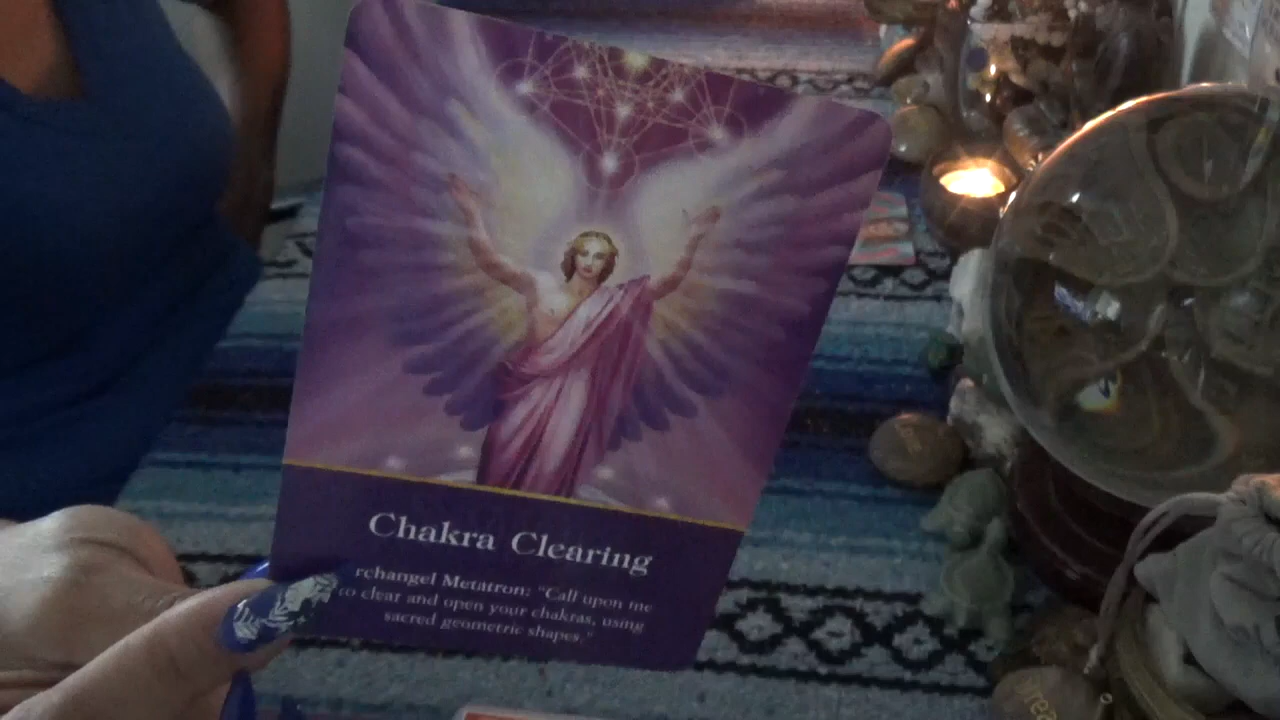 Chakra Clearing
rchangel Metatron: "Call upon me
to clear and open your chakras, using
sacred geometric shapes."